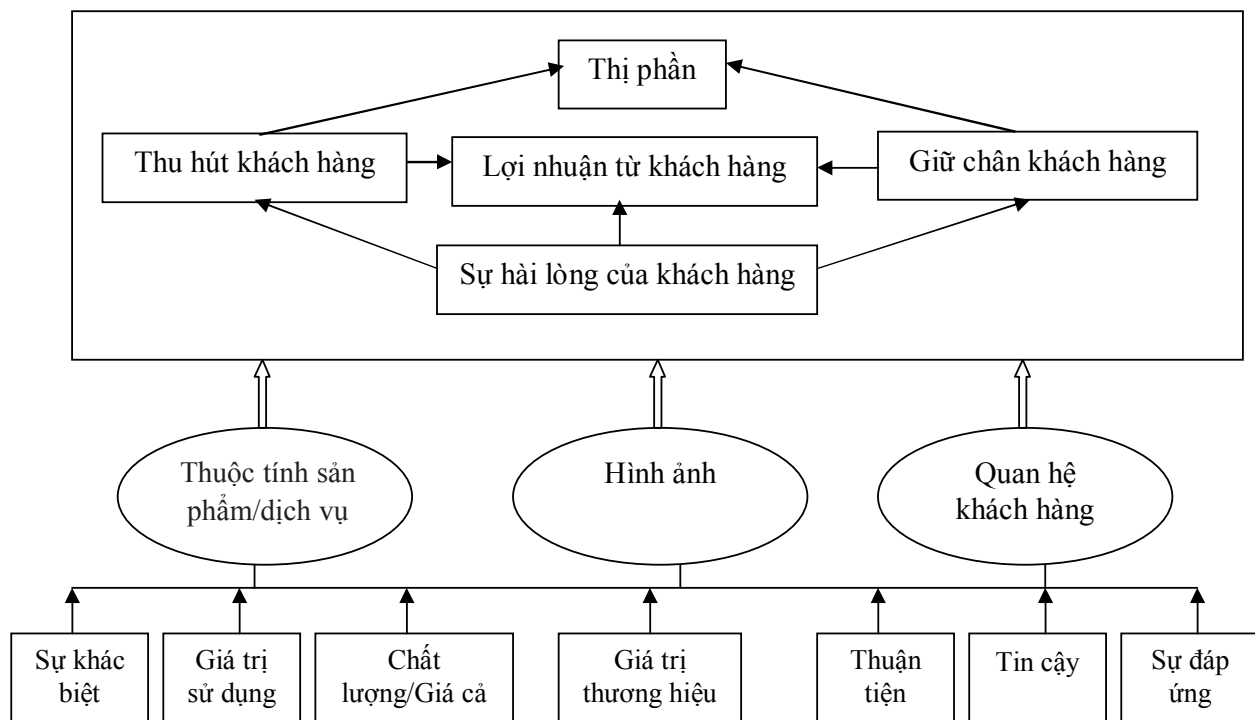 Thị phần
Thu hút khách hàng
Lợi nhuận từ khách hàng
Giữ chân khách hàng
Sự hài lòng của khách hàng
Thuộc tính sản
phẩm/dịch vụ
Hình ảnh
Quan hệ
khách hàng
Sự khác
biệt
Giá trị
sử dụng
Chất
lượng/Giá cả
Giá trị
thương hiệu
Thuận
tiện
Tin cậy
Sự đáp
ứng